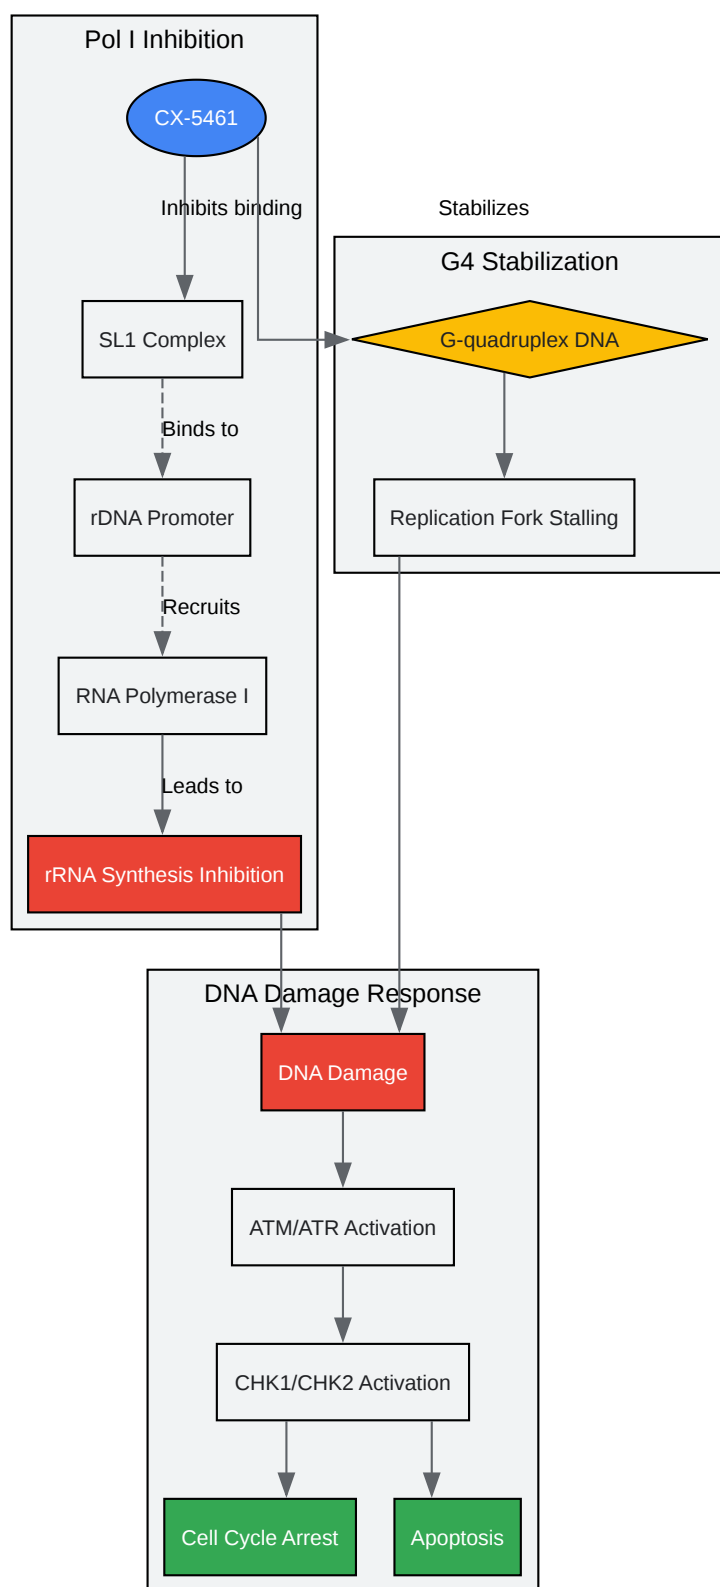 Pol I Inhibition
CX-5461
Inhibits binding
Stabilizes
G4 Stabilization
SL1 Complex
G-quadruplex DNA
Binds to
rDNA Promoter
Replication Fork Stalling
Recruits
RNA Polymerase I
Leads to
rRNA Synthesis Inhibition
DNA Damage Response
DNA Damage
ATM/ATR Activation
CHK1/CHK2 Activation
Cell Cycle Arrest
Apoptosis